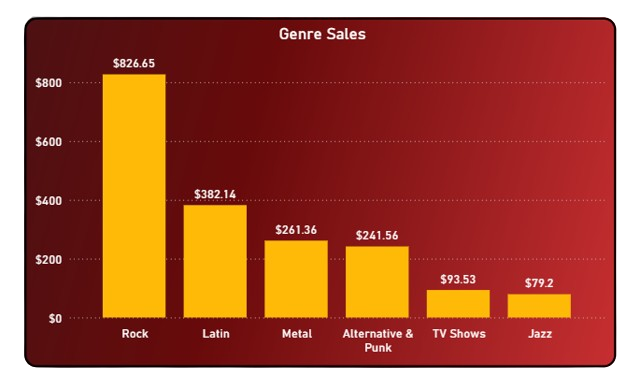 Genre Sales
$826.65
$800
$600
$382.14
$400
$261.36
$241.56
$200
$93.53
$79.2
$0
Rock
Latin
Metal
Alternative &
Punk
TV Shows
Jazz